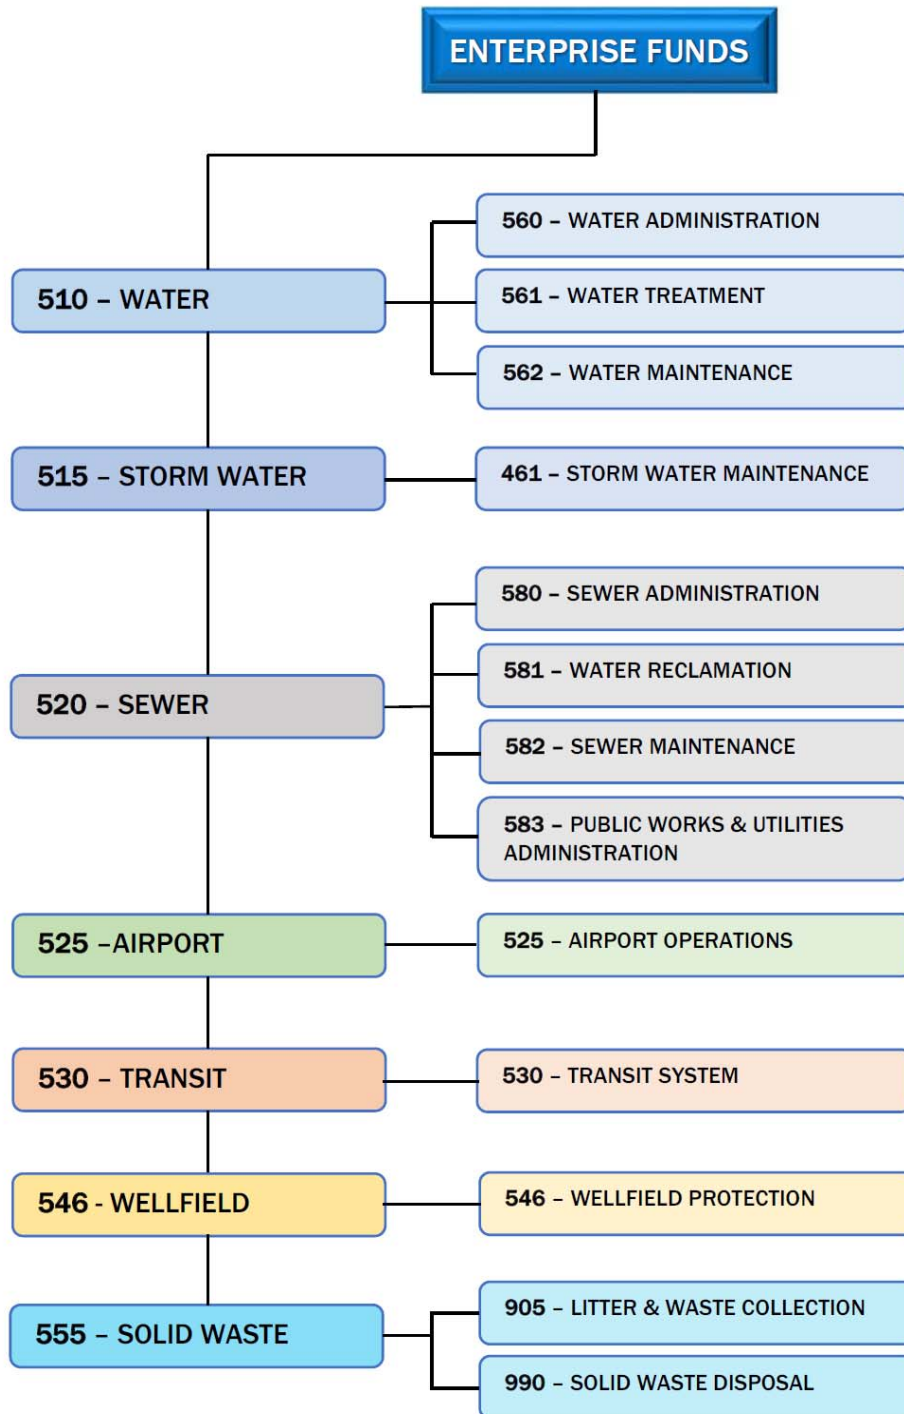 ENTERPRISE FUNDS
510 – WATER
560 – WATER ADMINISTRATION
561 – WATER TREATMENT
562 – WATER MAINTENANCE
515 – STORM WATER
461 – STORM WATER MAINTENANCE
520 – SEWER
580 – SEWER ADMINISTRATION
581 – WATER RECLAMATION
582 – SEWER MAINTENANCE
583 – PUBLIC WORKS & UTILITIES
ADMINISTRATION
525 –AIRPORT
525 – AIRPORT OPERATIONS
530 – TRANSIT
530 – TRANSIT SYSTEM
546 - WELLFIELD
546 – WELLFIELD PROTECTION
555 – SOLID WASTE
905 – LITTER & WASTE COLLECTION
990 – SOLID WASTE DISPOSAL